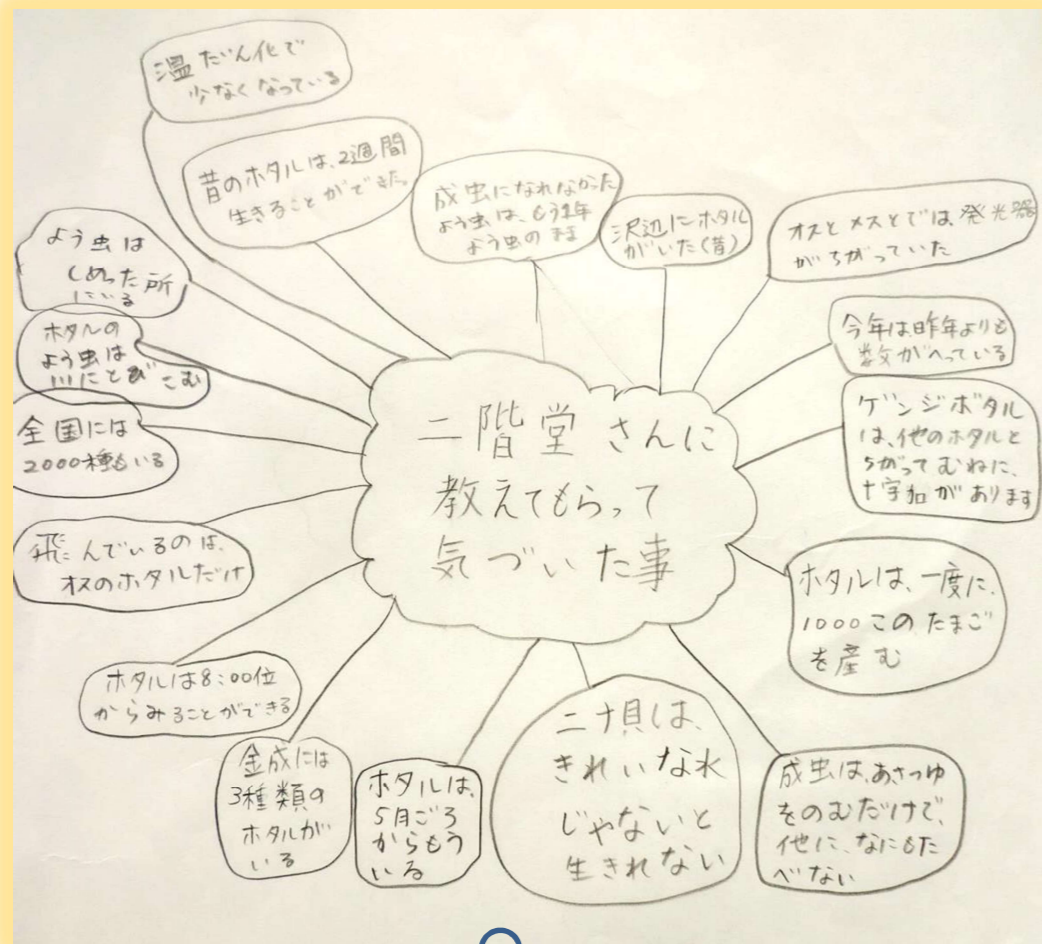 二階堂さんに
教えてもらって
気づいた事
温だん化で
少なくなっている
昔のホタルは、2週間
生きることができた。
成虫になれなかった
よう虫は、もう1年
よう虫のまま
沢辺にホタル
がいた(昔)
オスとメスとでは、発光器
がちがっていた
今年は昨年よりも
数がへっている
ゲンジボタル
は、他のホタルと
ちがってむねに、
十字加があります
ホタルは、一度に、
1000このたまご
を産む
成虫は、あさつゆ
をのむだけで、
他に、なにもた
べない
ニナ貝は、
きれいな水
じゃないと
生きれない
ホタルは、
5月ごろ
からもう
いる
金成には
3種類の
ホタルが
いる
ホタルは8:00位
からみることができる
飛んでいるのは、
オスのホタルだけ
全国には
2000種もいる
ホタルの
よう虫は
川にとびこむ
よう虫は
しめった所
にいる